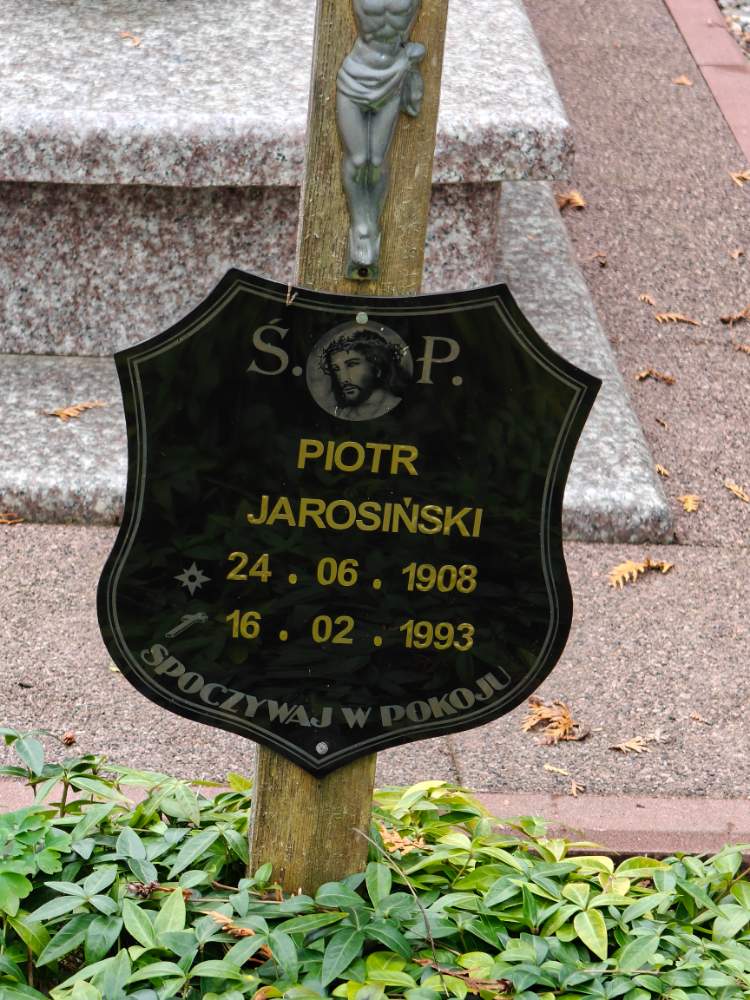 Ś. P.
PIOTR
JAROSIŃSKI
24 . 06 . 1908
16 . 02 . 1993
SPOCZYWAJ W POKOJU